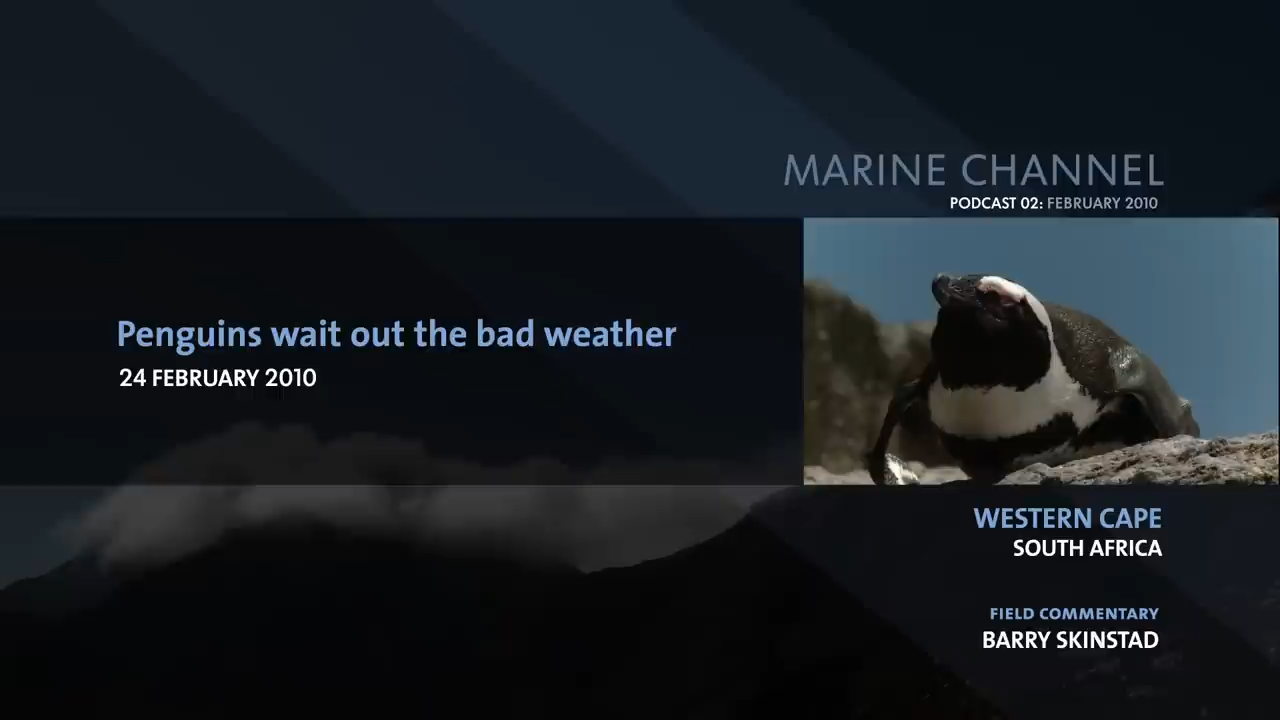 MARINE CHANNEL
PODCAST 02: FEBRUARY 2010
Penguins wait out the bad weather
24 FEBRUARY 2010
WESTERN CAPE
SOUTH AFRICA
FIELD COMMENTARY
BARRY SKINSTAD